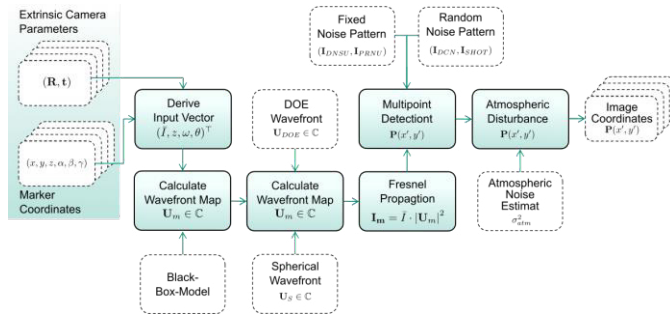 Extrinsic Camera
Parameters
(R, t)
(x, y, z, α, β, γ)
Marker
Coordinates
Derive
Input Vector
(Ī, z, ω, θ)⊤
Calculate
Wavefront Map
U_m ∈ ℂ
Black-
Box-Model
DOE
Wavefront
U_DOE ∈ ℂ
Calculate
Wavefront Map
U_m ∈ ℂ
Spherical
Wavefront
U_S ∈ ℂ
Fixed
Noise Pattern
(I_DNSU, I_PRNU)
Random
Noise Pattern
(I_DCN, I_SHOT)
Multipoint
Detectiont
P(x′, y′)
Fresnel
Propagtion
I_m = Ī · |U_m|²
Atmospheric
Disturbance
P(x′, y′)
Atmospheric
Noise
Estimat
σ²_atm
Image
Coordinates
P(x′, y′)